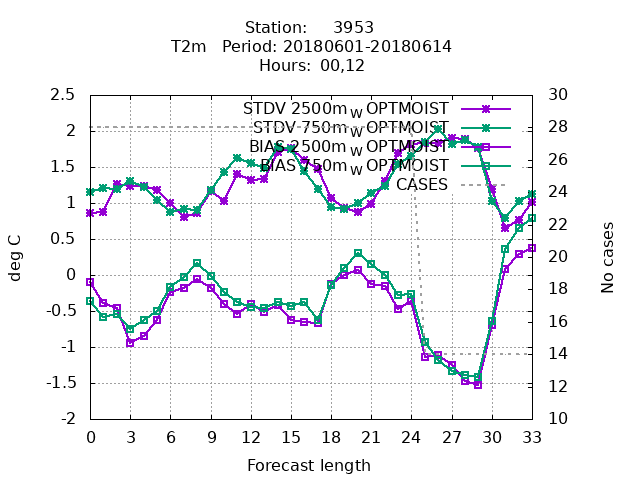 Station: 3953
T2m Period: 20180601-20180614
Hours: 00,12
STDV 2500m_W OPTMOIST
STDV 750m_W OPTMOIST
BIAS 2500m_W OPTMOIST
BIAS 750m_W OPTMOIST
CASES
deg C
2.5
2
1.5
1
0.5
0
-0.5
-1
-1.5
-2
No cases
30
28
26
24
22
20
18
16
14
12
10
0 3 6 9 12 15 18 21 24 27 30 33
Forecast length